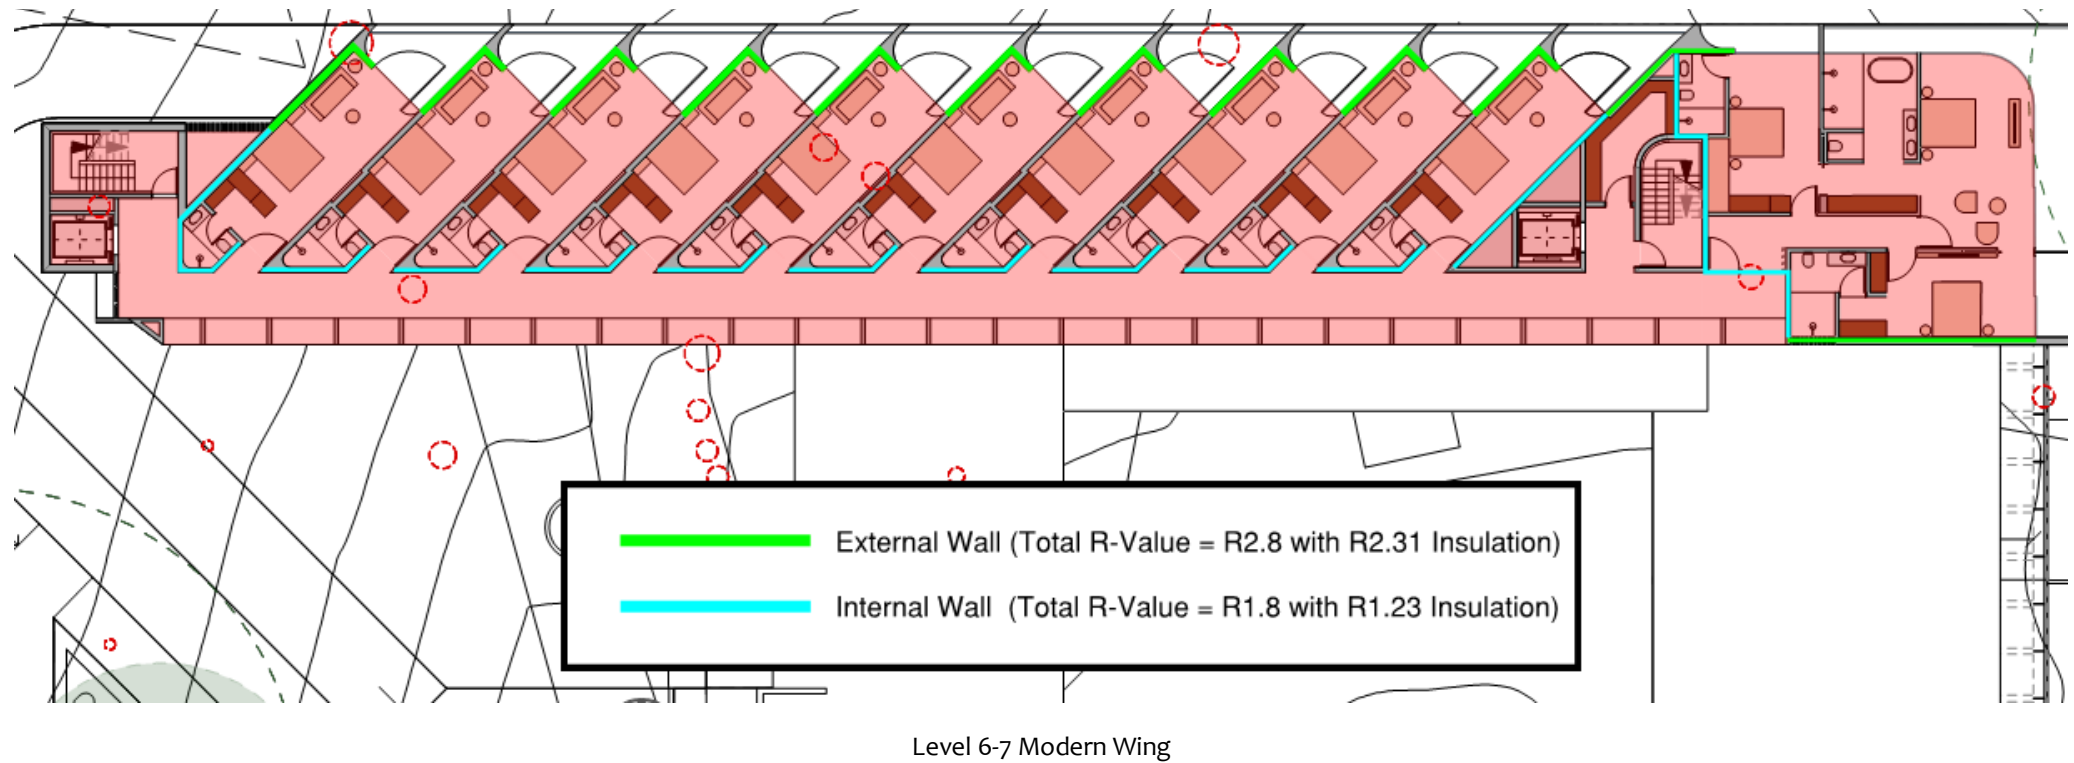 External Wall (Total R-Value = R2.8 with R2.31 Insulation)
Internal Wall (Total R-Value = R1.8 with R1.23 Insulation)
Level 6-7 Modern Wing